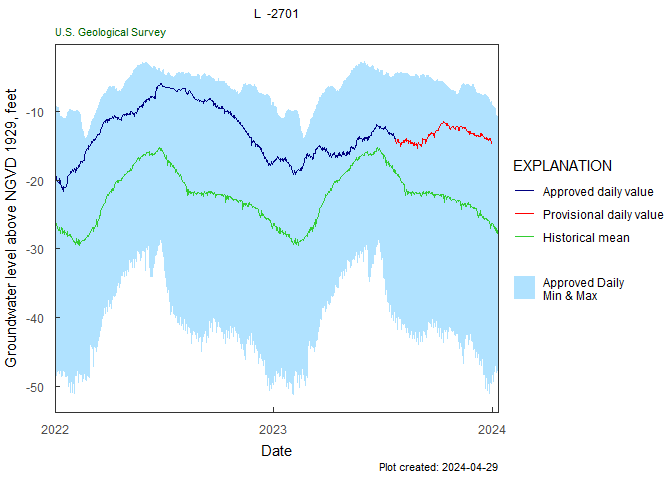 L -2701
U.S. Geological Survey
Groundwater level above NGVD 1929, feet
-10
-20
-30
-40
-50
2022
2023
2024
Date
EXPLANATION
Approved daily value
Provisional daily value
Historical mean
Approved Daily
Min & Max
Plot created: 2024-04-29